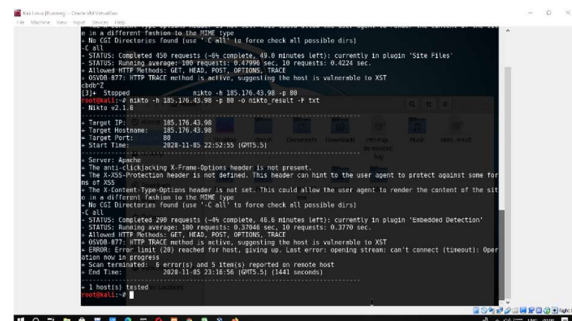 Kali Linux [Running] - Oracle VM VirtualBox
File Machine View Input Devices Help
e in a different fashion to the MIME type
+ No CGI Directories found (use '-C all' to force check all possible dirs)
-C all
- STATUS: Completed 450 requests (~6% complete, 49.0 minutes left): currently in plugin 'Site Files'
- STATUS: Running average: 100 requests: 0.47996 sec, 10 requests: 0.4224 sec.
+ Allowed HTTP Methods: GET, HEAD, POST, OPTIONS, TRACE
+ OSVDB-877: HTTP TRACE method is active, suggesting the host is vulnerable to XST
cbdb^Z
[3]+ Stopped nikto -h 185.176.43.98 -p 80
root@kali:~# nikto -h 185.176.43.98 -p 80 -o nikto_result -F txt
- Nikto v2.1.6
+ Target IP: 185.176.43.98
+ Target Hostname: 185.176.43.98
+ Target Port: 80
+ Start Time: 2020-11-05 22:52:55 (GMT5.5)
+ Server: Apache
+ The anti-clickjacking X-Frame-Options header is not present.
+ The X-XSS-Protection header is not defined. This header can hint to the user agent to protect against some for
ms of XSS
+ The X-Content-Type-Options header is not set. This could allow the user agent to render the content of the sit
e in a different fashion to the MIME type
+ No CGI Directories found (use '-C all' to force check all possible dirs)
-C all
- STATUS: Completed 290 requests (~4% complete, 46.6 minutes left): currently in plugin 'Embedded Detection'
- STATUS: Running average: 100 requests: 0.37046 sec, 10 requests: 0.3770 sec.
+ Allowed HTTP Methods: GET, HEAD, POST, OPTIONS, TRACE
+ OSVDB-877: HTTP TRACE method is active, suggesting the host is vulnerable to XST
+ ERROR: Error limit (20) reached for host, giving up. Last error: opening stream: can't connect (timeout): Oper
ation now in progress
+ Scan terminated: 8 error(s) and 5 item(s) reported on remote host
+ End Time: 2020-11-05 23:16:56 (GMT5.5) (1441 seconds)
+ 1 host(s) tested
root@kali:~#